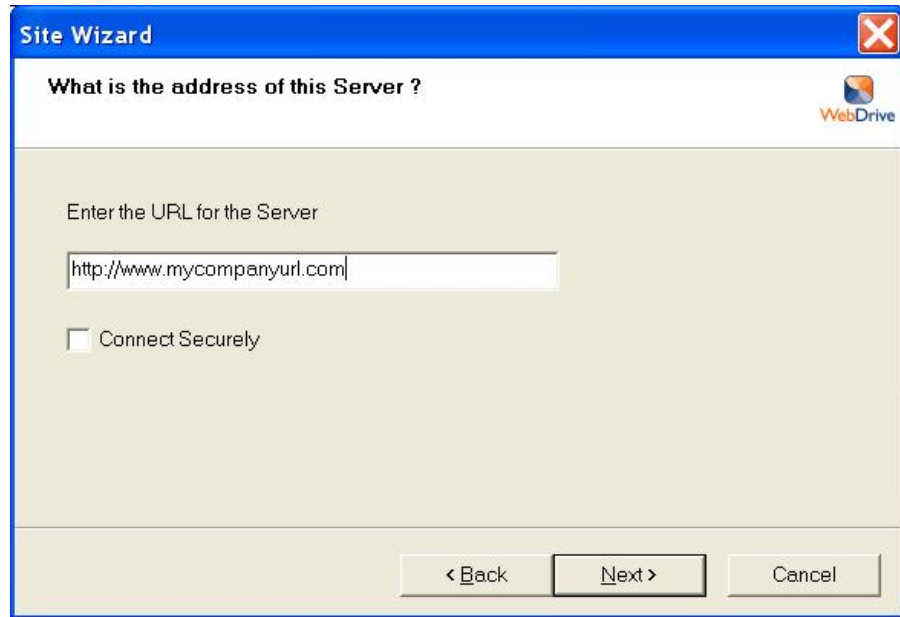 Site Wizard
What is the address of this Server ?
WebDrive
Enter the URL for the Server
http://www.mycompanyurl.com
Connect Securely
< Back Next > Cancel